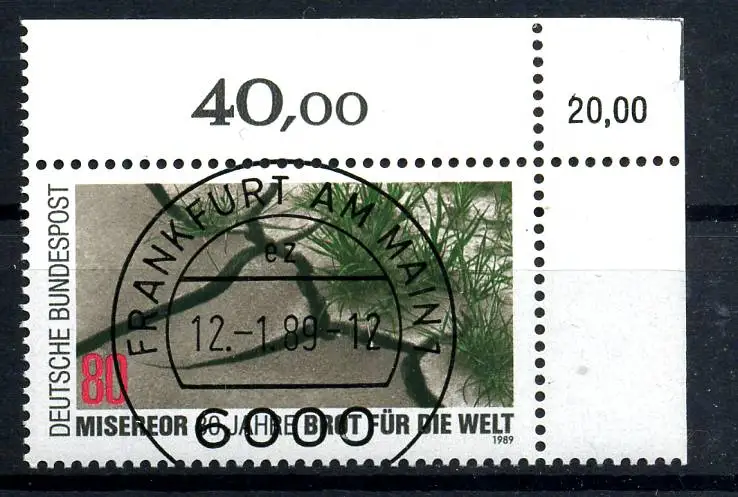 40,00
20,00
DEUTSCHE BUNDESPOST
80
FRANKFURT AM MAIN 1
ez
12.-1.89-12
6000
MISEREOR 30 JAHRE BROT FÜR DIE WELT
1989